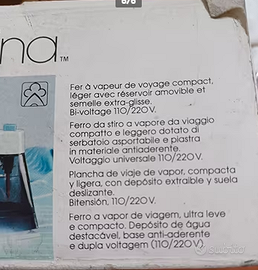 6/6
na™
Fer à vapeur de voyage compact,
léger avec réservoir amovible et
semelle extra-glisse.
Bi-voltage 110/220V.
Ferro da stiro a vapore da viaggio
compatto e leggero dotato di
serbatoio asportabile e piastra
in materiale antiaderente.
Voltaggio universale 110/220V.
Plancha de viaje de vapor, compacta
y ligera, con depósito extraible y suela
deslizante.
Bitensión, 110/220V.
Ferro a vapor de viagem, ultra leve
e compacto. Depósito de água
destacável, base anti-aderente
e dupla voltagem (110/220V).